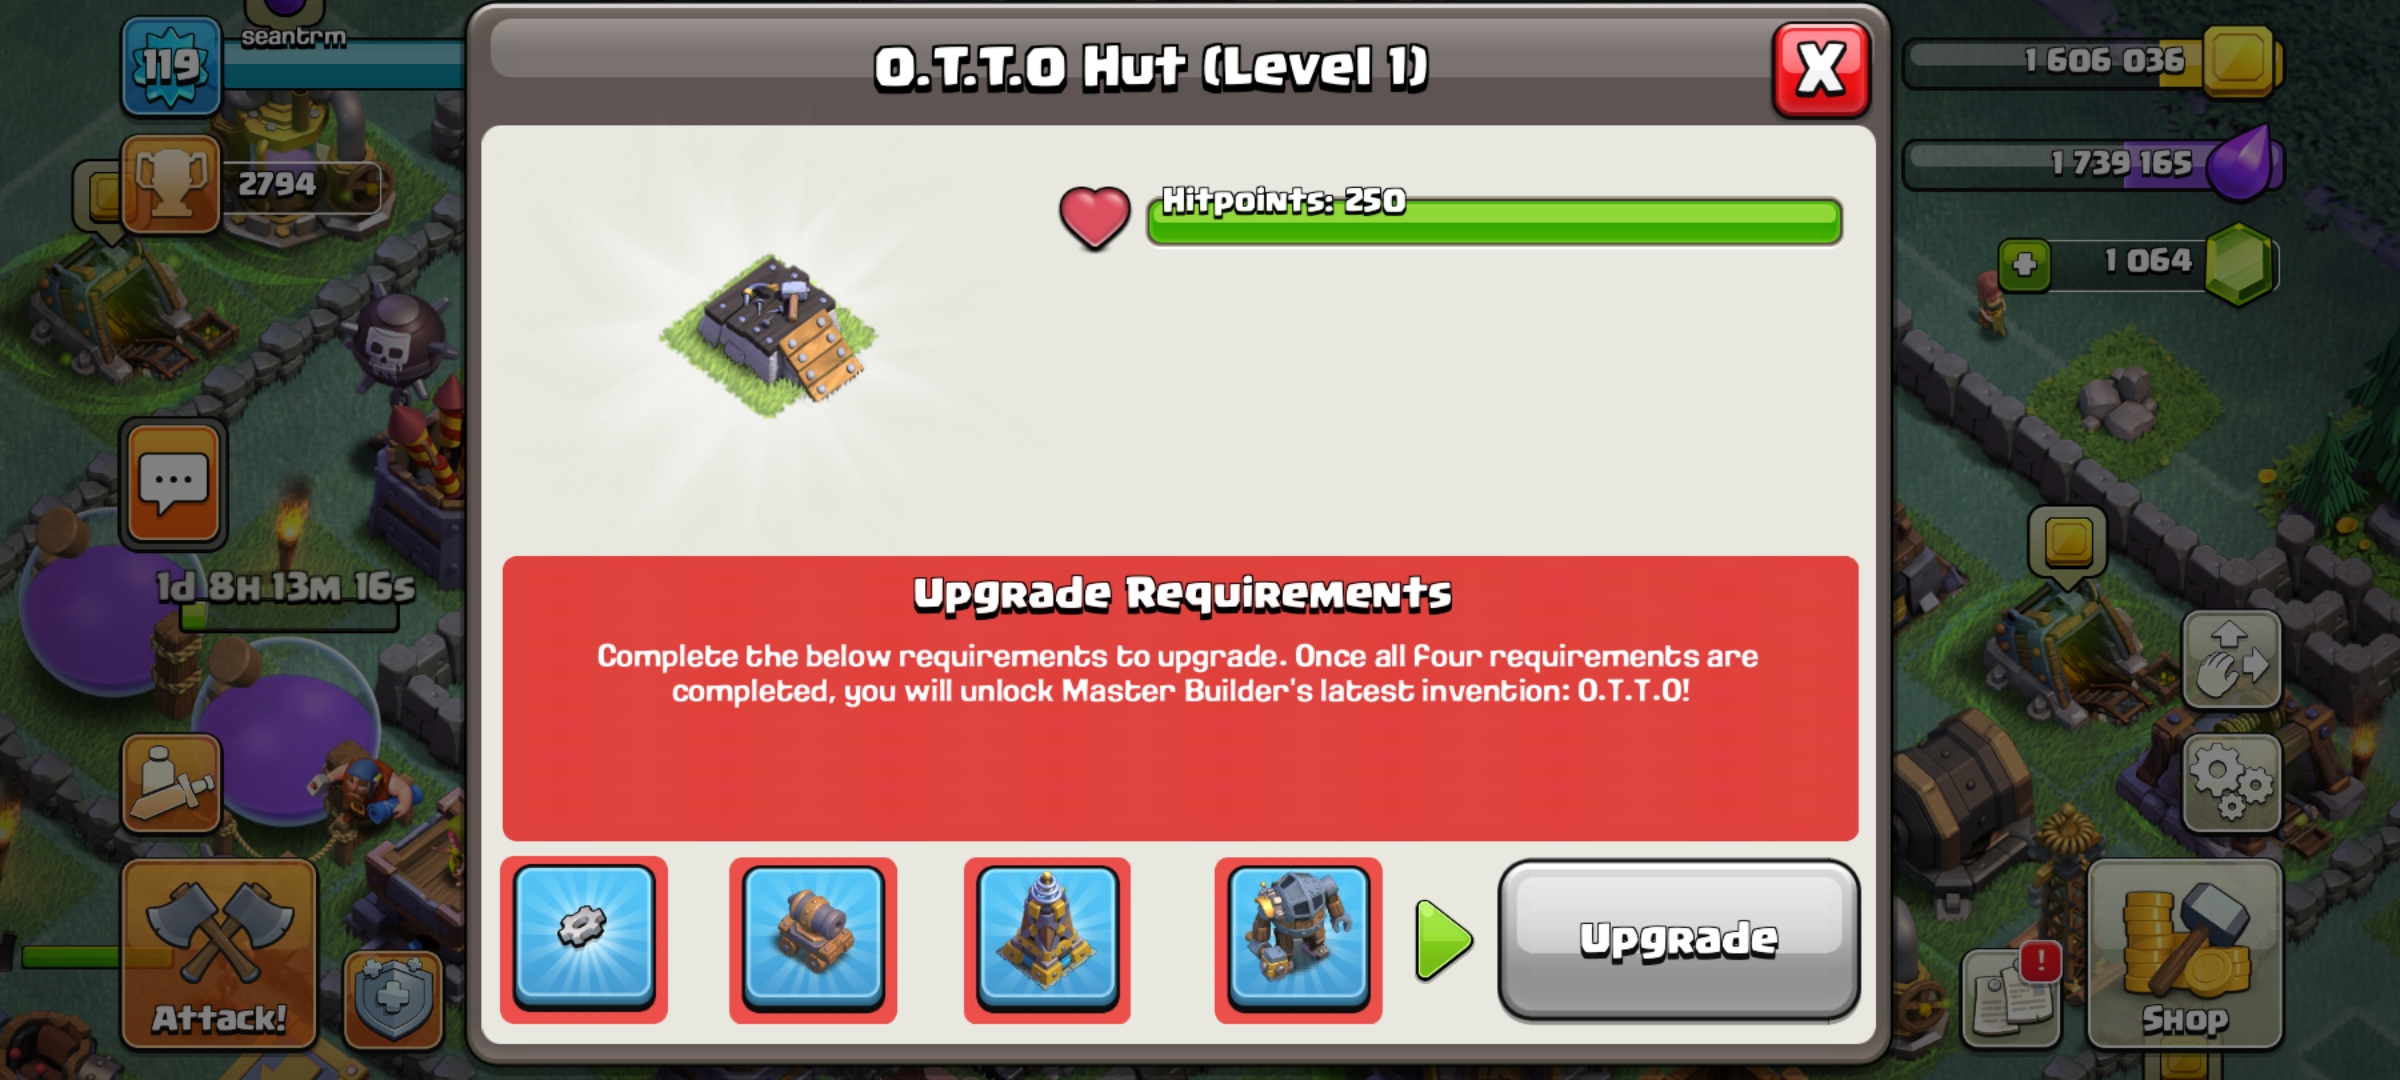 seantrm
119
2794
1d 8H 13M 16s
Attack!
O.T.T.O Hut (Level 1)
X
Hitpoints: 250
Upgrade Requirements
Complete the below requirements to upgrade. Once all four requirements are
completed, you will unlock Master Builder's latest invention: O.T.T.O!
Upgrade
1 606 036
1 739 165
1 064
!
Shop